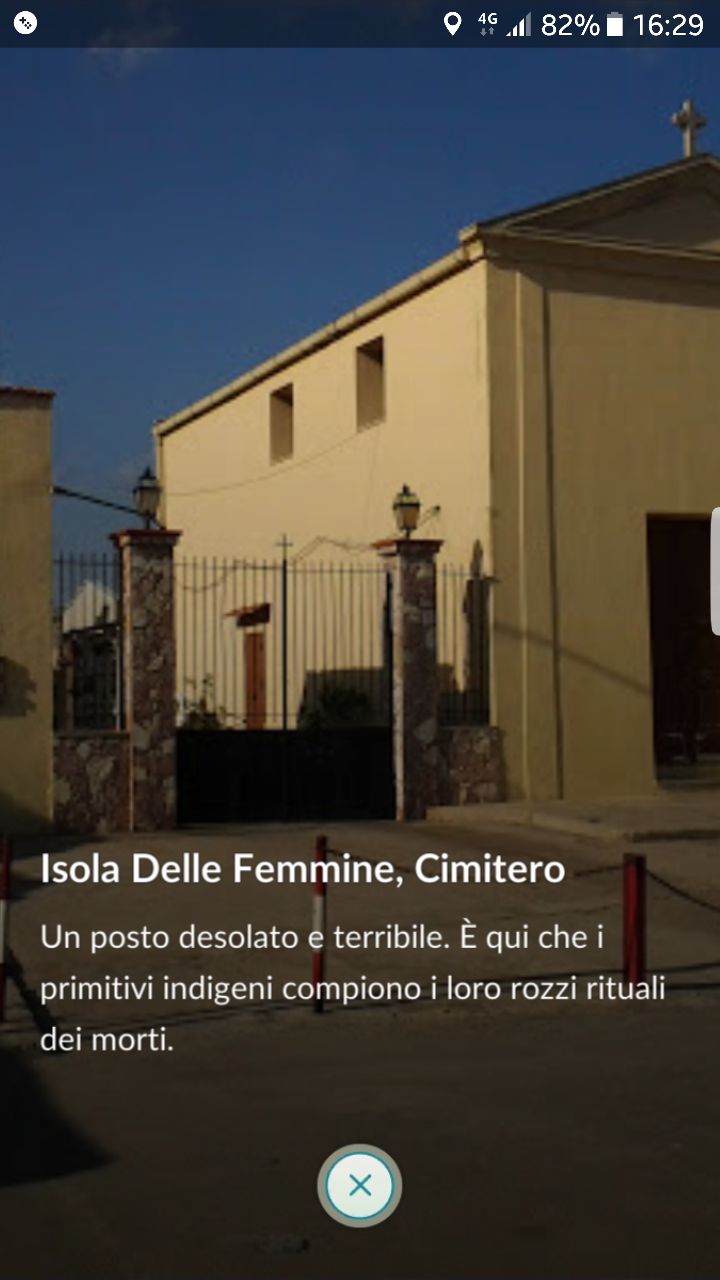 4G 82% 16:29
Isola Delle Femmine, Cimitero
Un posto desolato e terribile. È qui che i
primitivi indigeni compiono i loro rozzi rituali
dei morti.